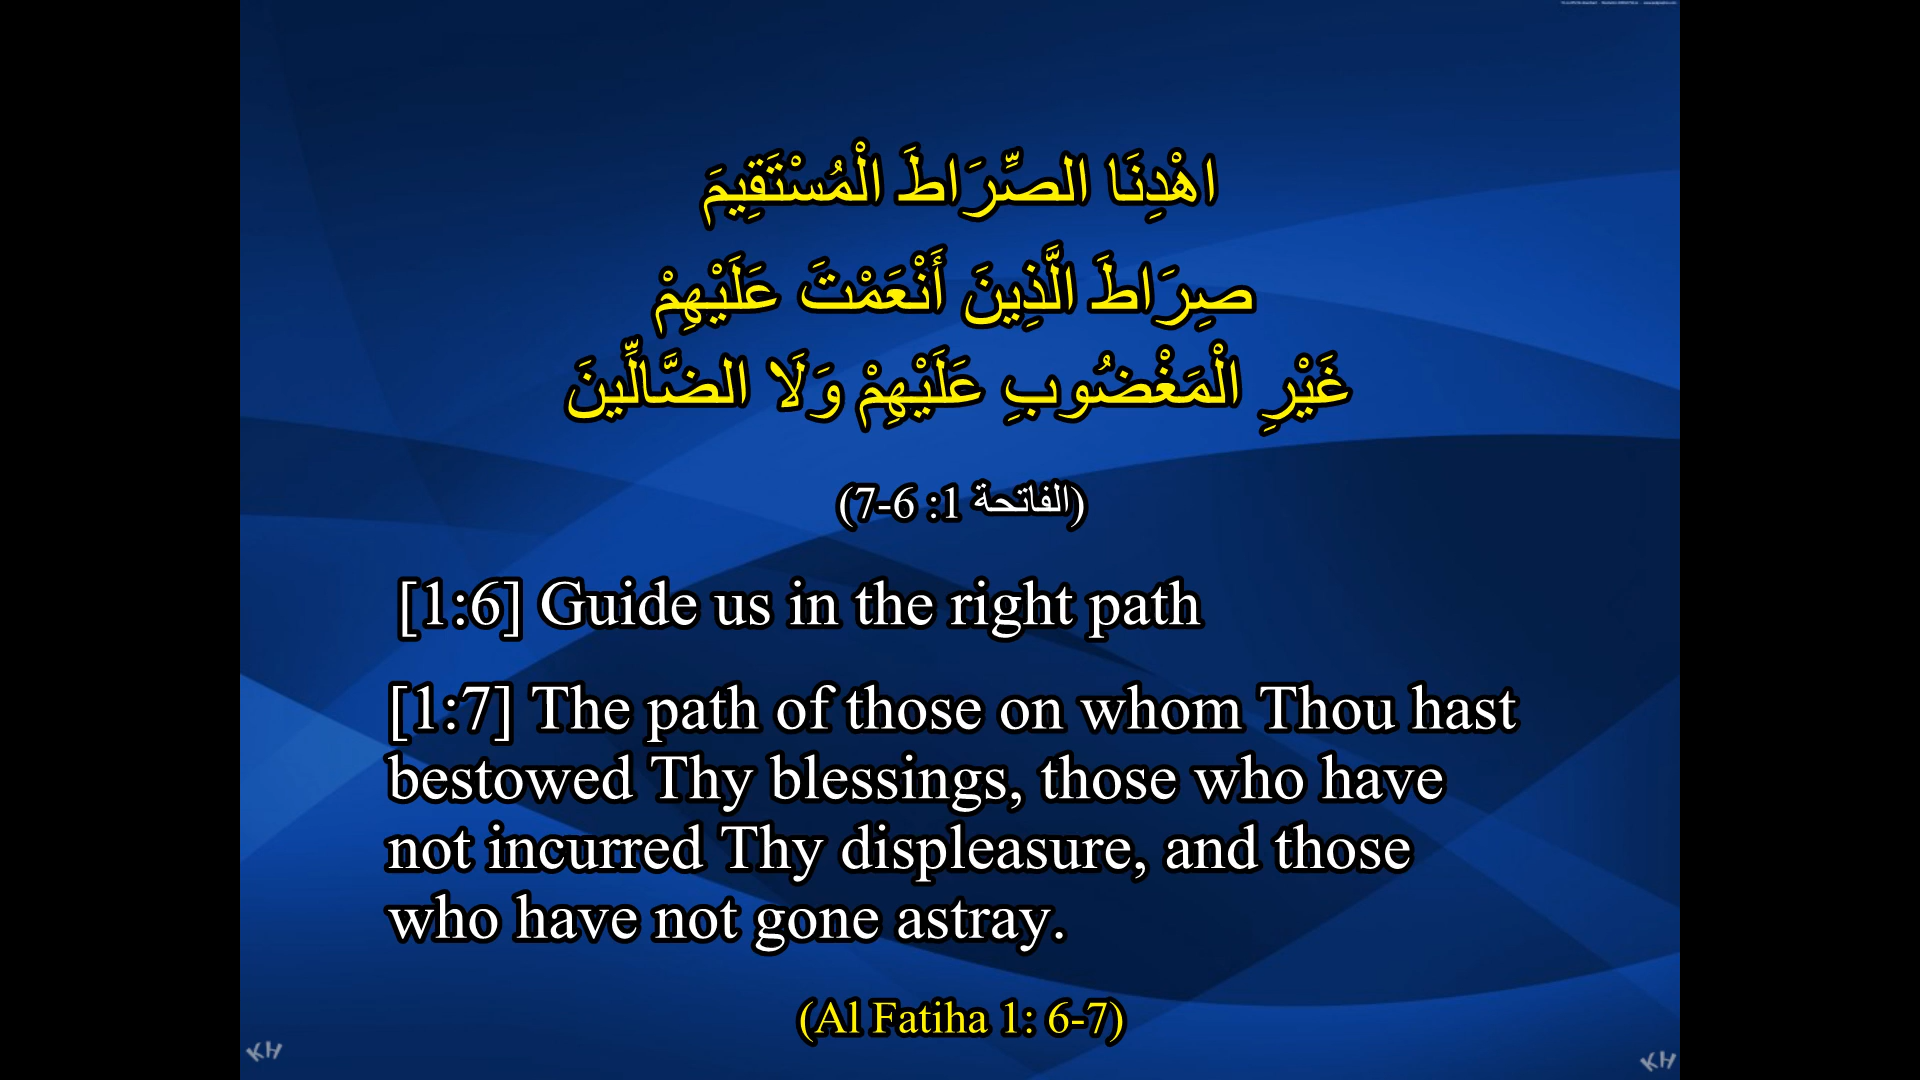 اهْدِنَا الصِّرَاطَ الْمُسْتَقِيمَ
صِرَاطَ الَّذِينَ أَنْعَمْتَ عَلَيْهِمْ
غَيْرِ الْمَغْضُوبِ عَلَيْهِمْ وَلَا الضَّالِّينَ
(الفاتحة 1: 6-7)
[1:6] Guide us in the right path
[1:7] The path of those on whom Thou hast
bestowed Thy blessings, those who have
not incurred Thy displeasure, and those
who have not gone astray.
(Al Fatiha 1: 6-7)
KH
KH